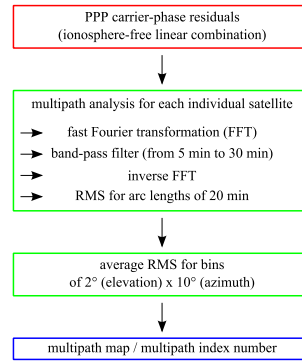 PPP carrier-phase residuals
(ionosphere-free linear combination)
multipath analysis for each individual satellite
fast Fourier transformation (FFT)
band-pass filter (from 5 min to 30 min)
inverse FFT
RMS for arc lengths of 20 min
average RMS for bins
of 2° (elevation) x 10° (azimuth)
multipath map / multipath index number